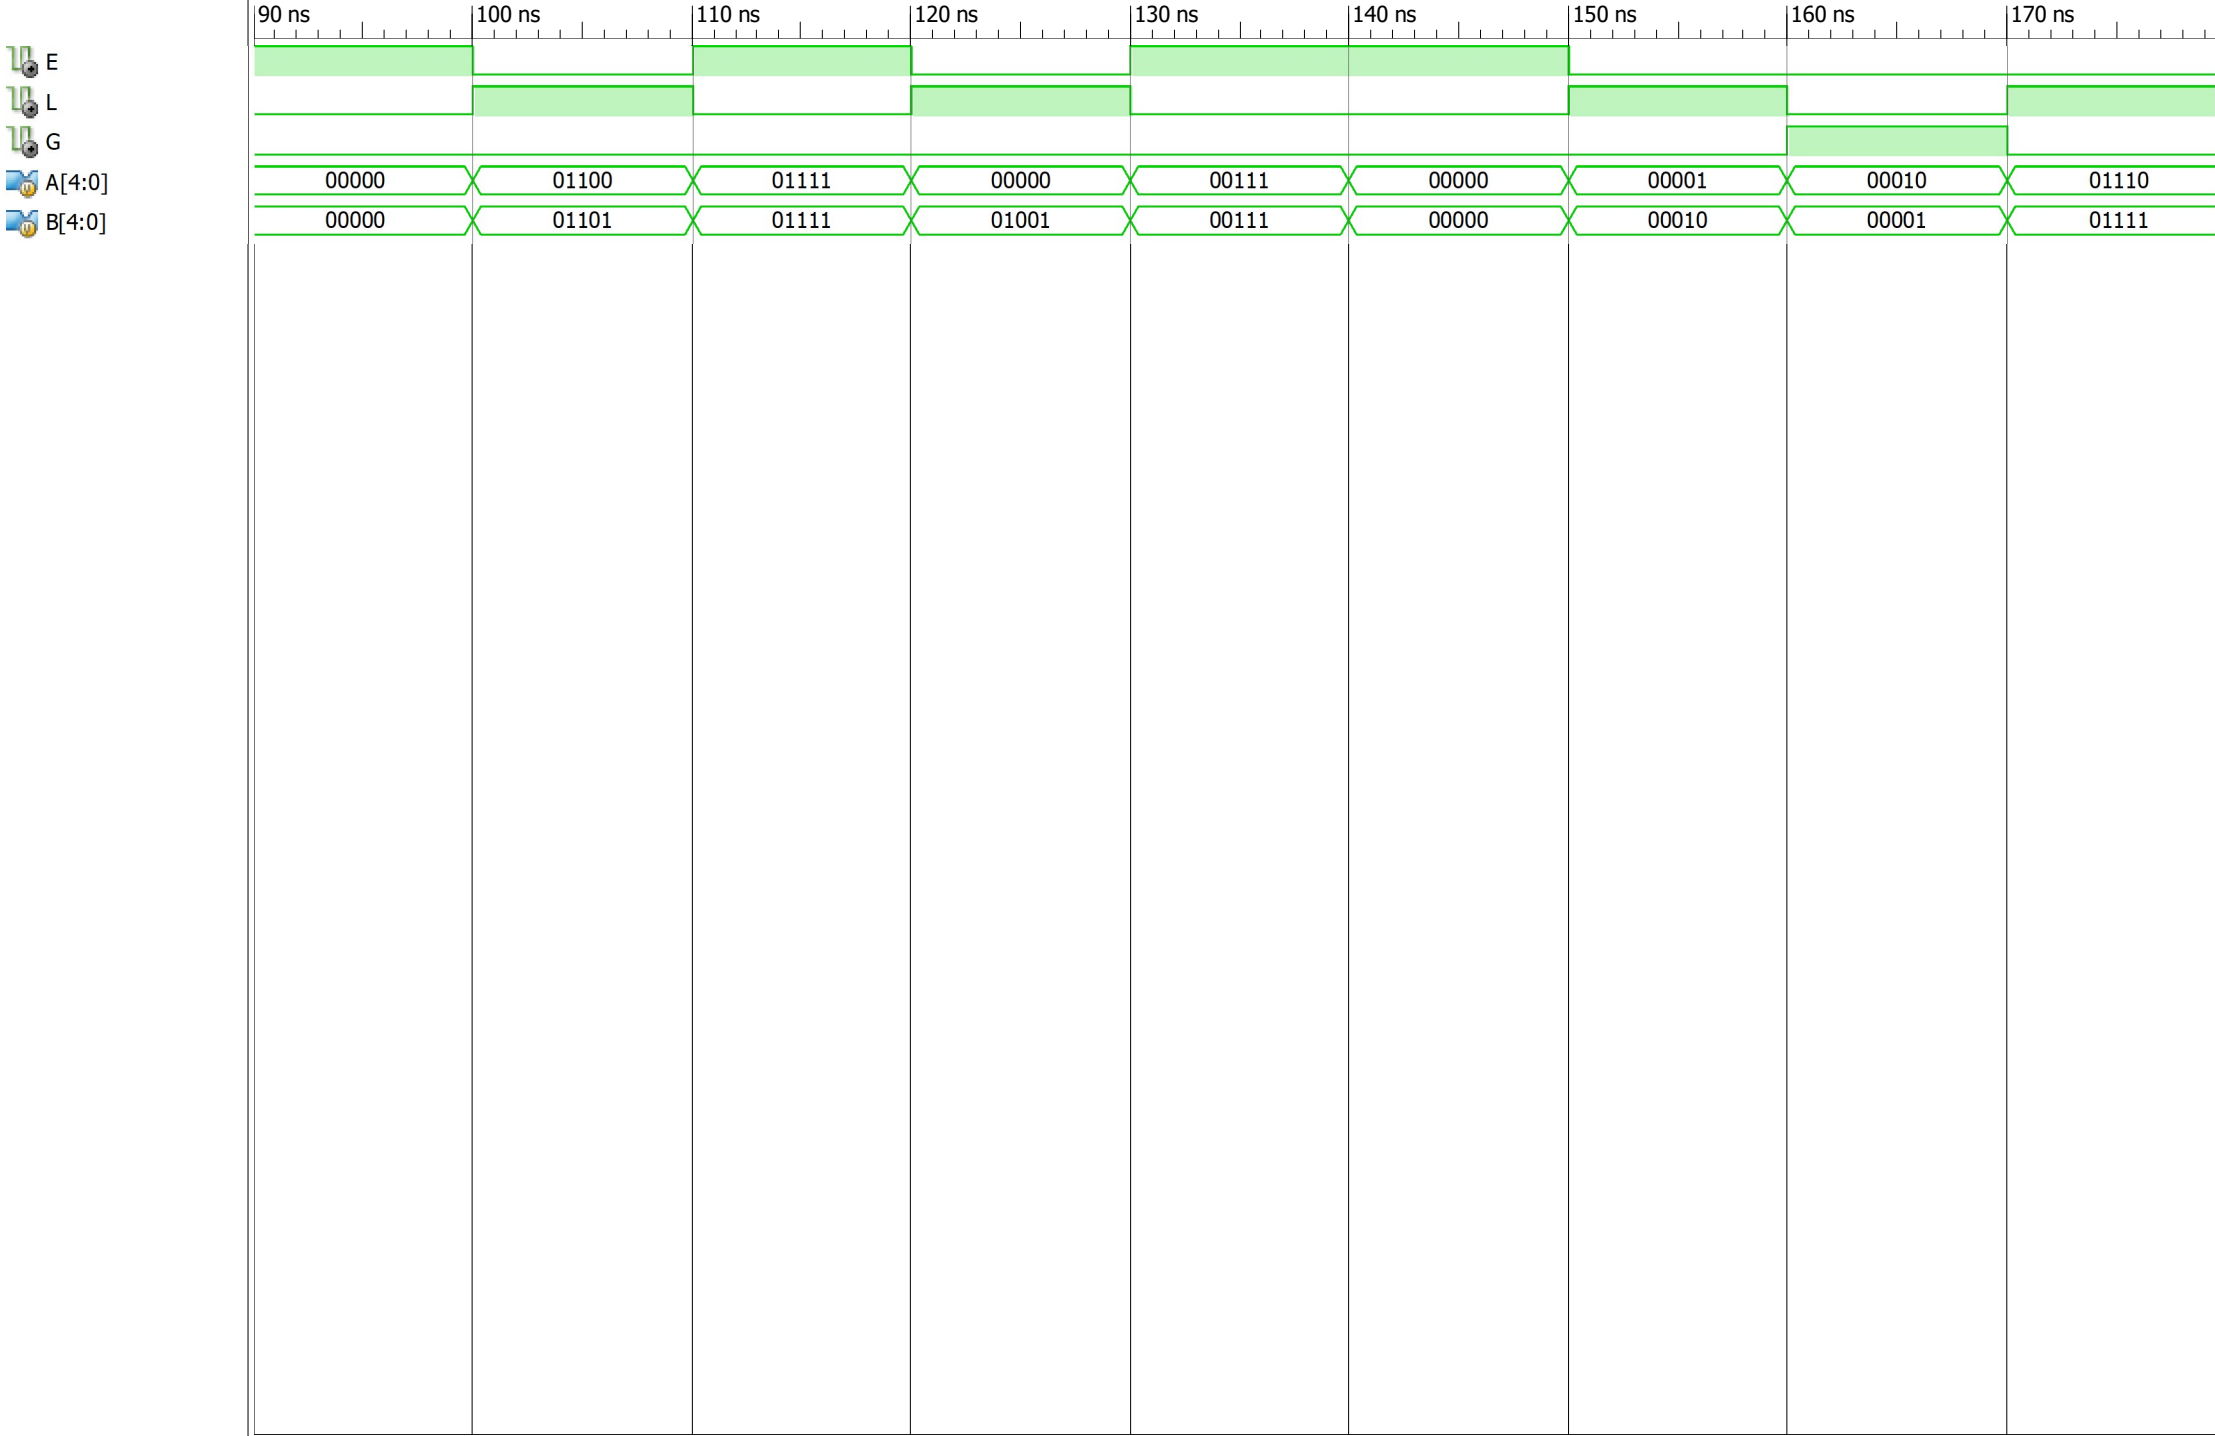 90 ns 100 ns 110 ns 120 ns 130 ns 140 ns 150 ns 160 ns 170 ns
E
L
G
A[4:0] 00000 01100 01111 00000 00111 00000 00001 00010 01110
B[4:0] 00000 01101 01111 01001 00111 00000 00010 00001 01111